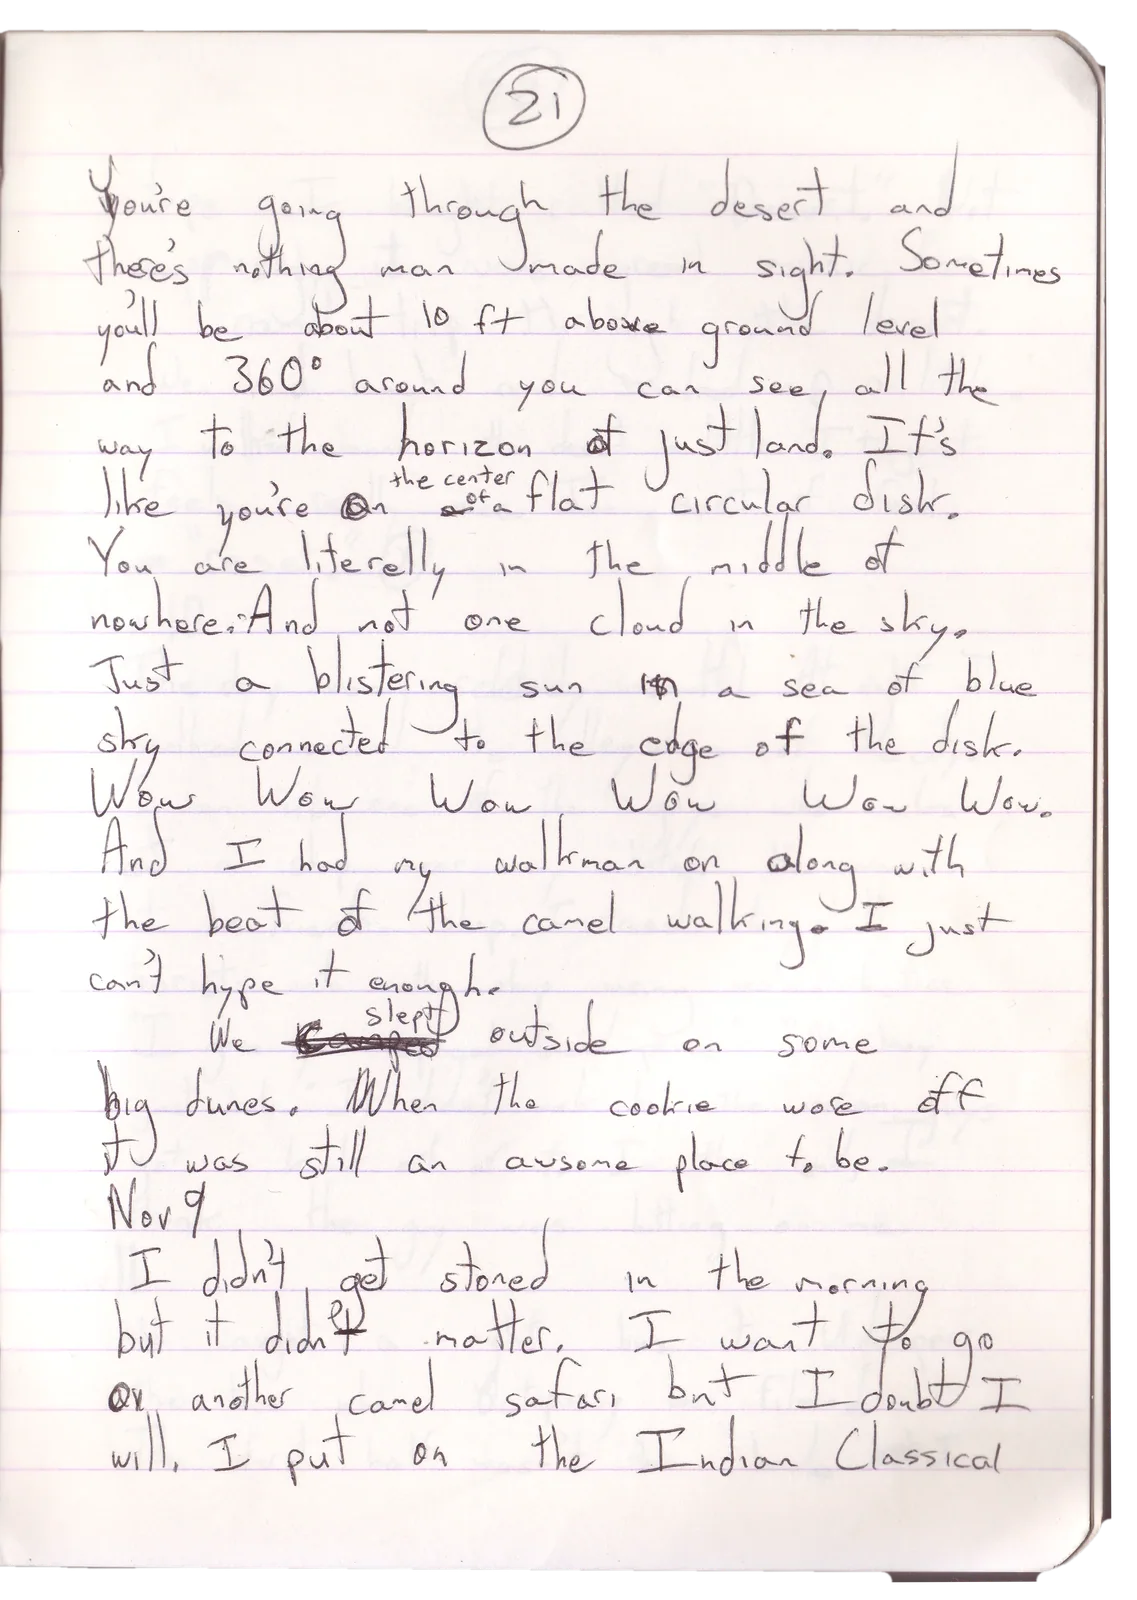 21
You're going through the desert and
there's nothing man made in sight. Sometimes
you'll be about 10 ft above ground level
and 360° around you can see, all the
way to the horizon of just land. It's
like you're on the center of a flat circular disk.
You are literelly in the middle of
nowhere. And not one cloud in the sky.
Just a blistering sun in a sea of blue
sky connected to the edge of the disk.
Wow Wow Wow Wow Wow Wow.
And I had my walkman on along with
the beat of the camel walking. I just
can't hype it enough.
We slept outside on some
big dunes. When the cookie wore off
it was still an awsome place to be.
Nov 9
I didn't get stoned in the morning
but it didn't matter. I want to go
on another camel safari but I doubt I
will. I put on the Indian Classical